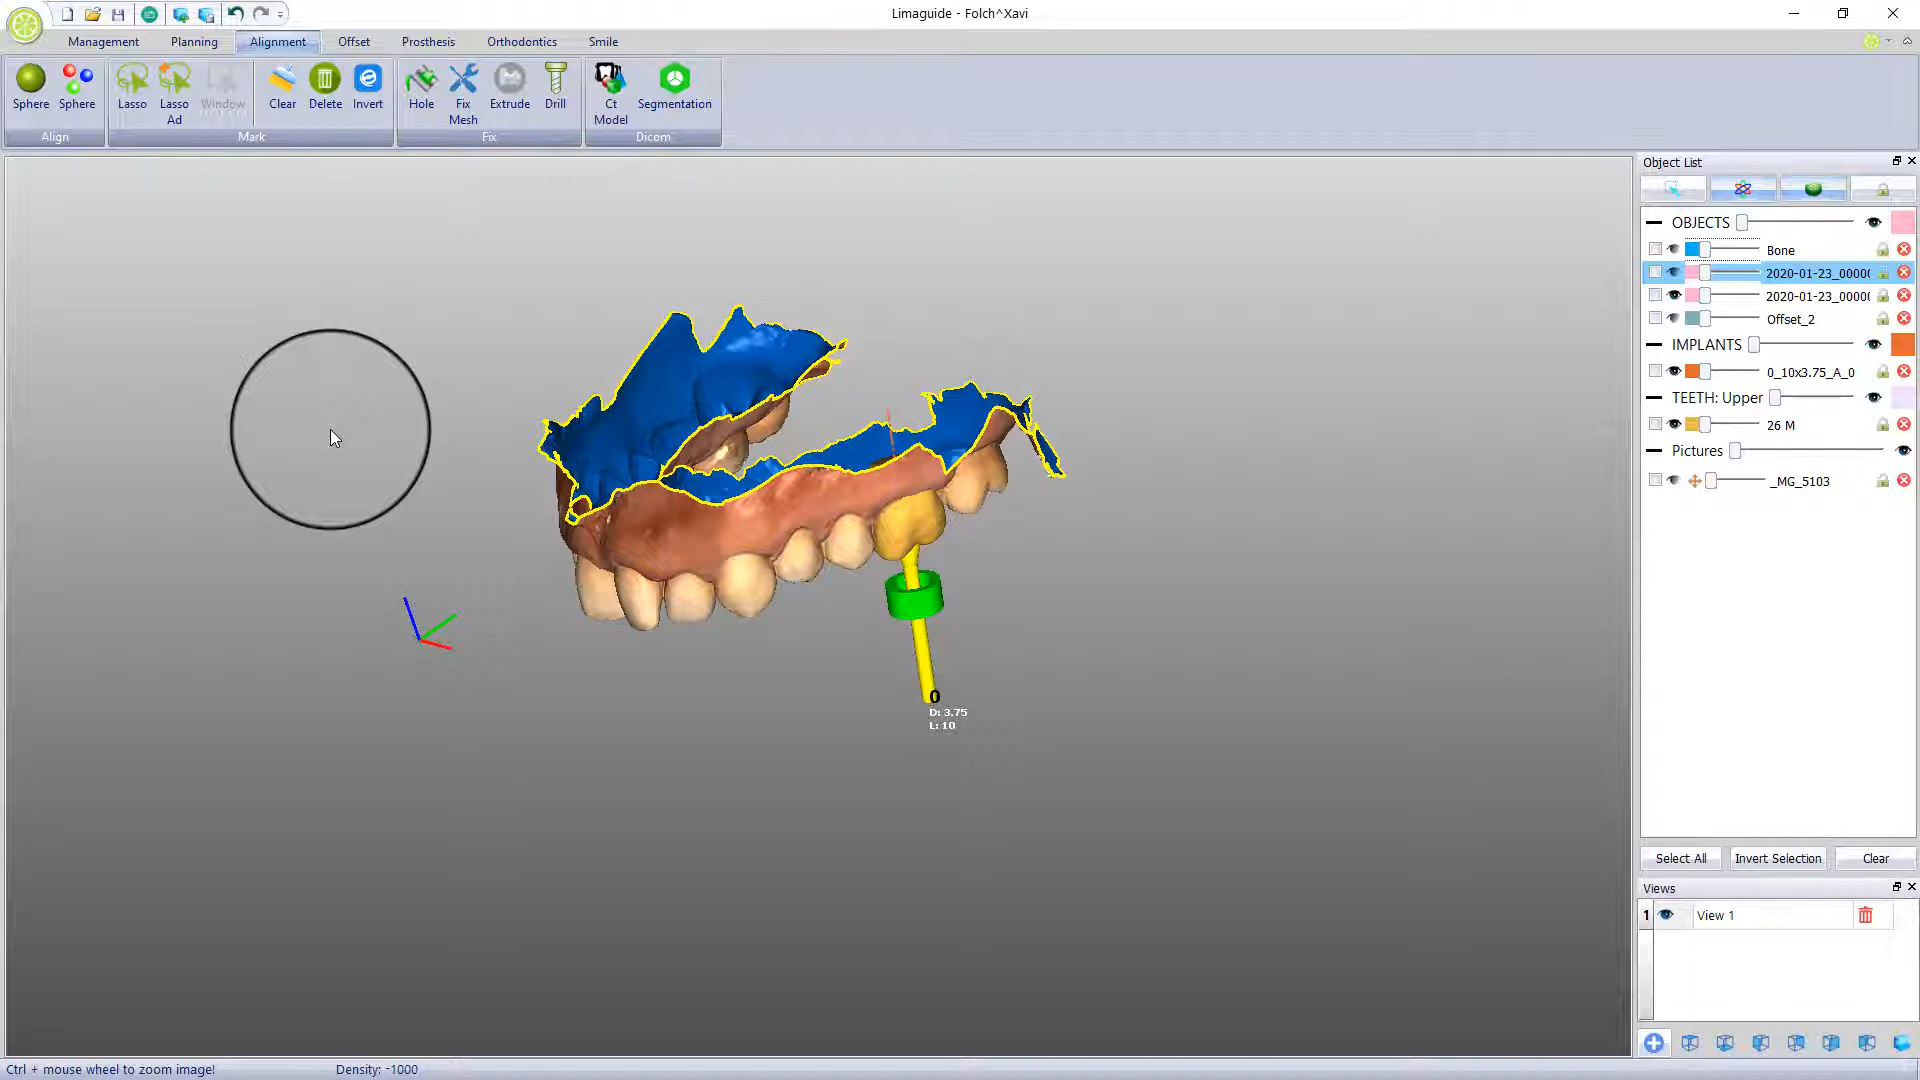 Limaguide - Folch^Xavi
Management Planning Alignment Offset Prosthesis Orthodontics Smile
Sphere Sphere Lasso Lasso Ad Window Clear Delete Invert Hole Fix Mesh Extrude Drill Ct Model Segmentation
Align Mark Fix Dicom
Object List
OBJECTS
Bone
2020-01-23_0000
2020-01-23_0000
Offset_2
IMPLANTS
0_10x3.75_A_0
TEETH: Upper
26 M
Pictures
_MG_5103
0
D: 3.75
L: 10
Select All Invert Selection Clear
Views
1 View 1
Ctrl + mouse wheel to zoom image! Density: -1000